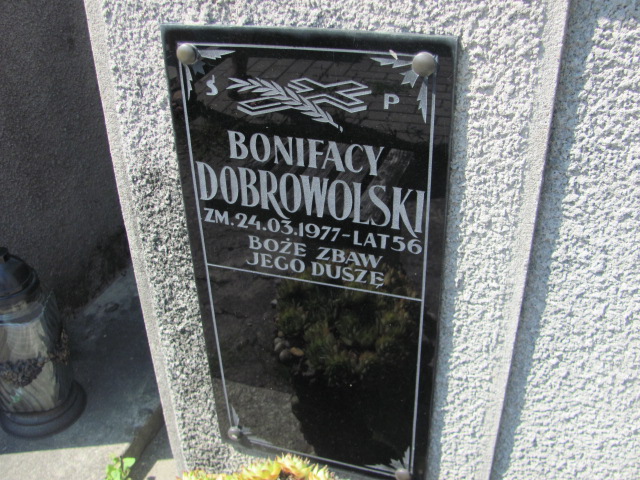 Ś P
BONIFACY
DOBROWOLSKI
ZM. 24.03.1977-LAT 56
BOŻE ZBAW
JEGO DUSZĘ